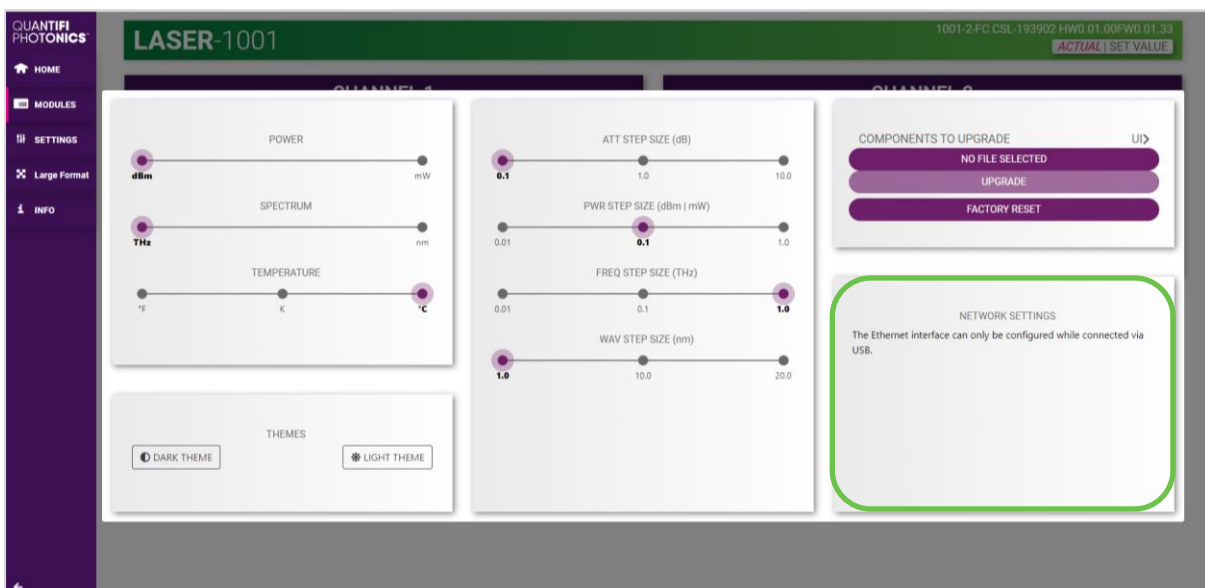 QUANTIFI
PHOTONICS
HOME
MODULES
SETTINGS
Large Format
INFO
LASER-1001
1001-2-FC CSL-193902 HW0.01.00FW0.01.33
ACTUAL | SET VALUE
CHANNEL 1
CHANNEL 2
POWER
dBm mW
SPECTRUM
THz nm
TEMPERATURE
°F K °C
THEMES
DARK THEME LIGHT THEME
ATT STEP SIZE (dB)
0.1 1.0 10.0
PWR STEP SIZE (dBm | mW)
0.01 0.1 1.0
FREQ STEP SIZE (THz)
0.01 0.1 1.0
WAV STEP SIZE (nm)
1.0 10.0 20.0
COMPONENTS TO UPGRADE UI
NO FILE SELECTED
UPGRADE
FACTORY RESET
NETWORK SETTINGS
The Ethernet interface can only be configured while connected via
USB.